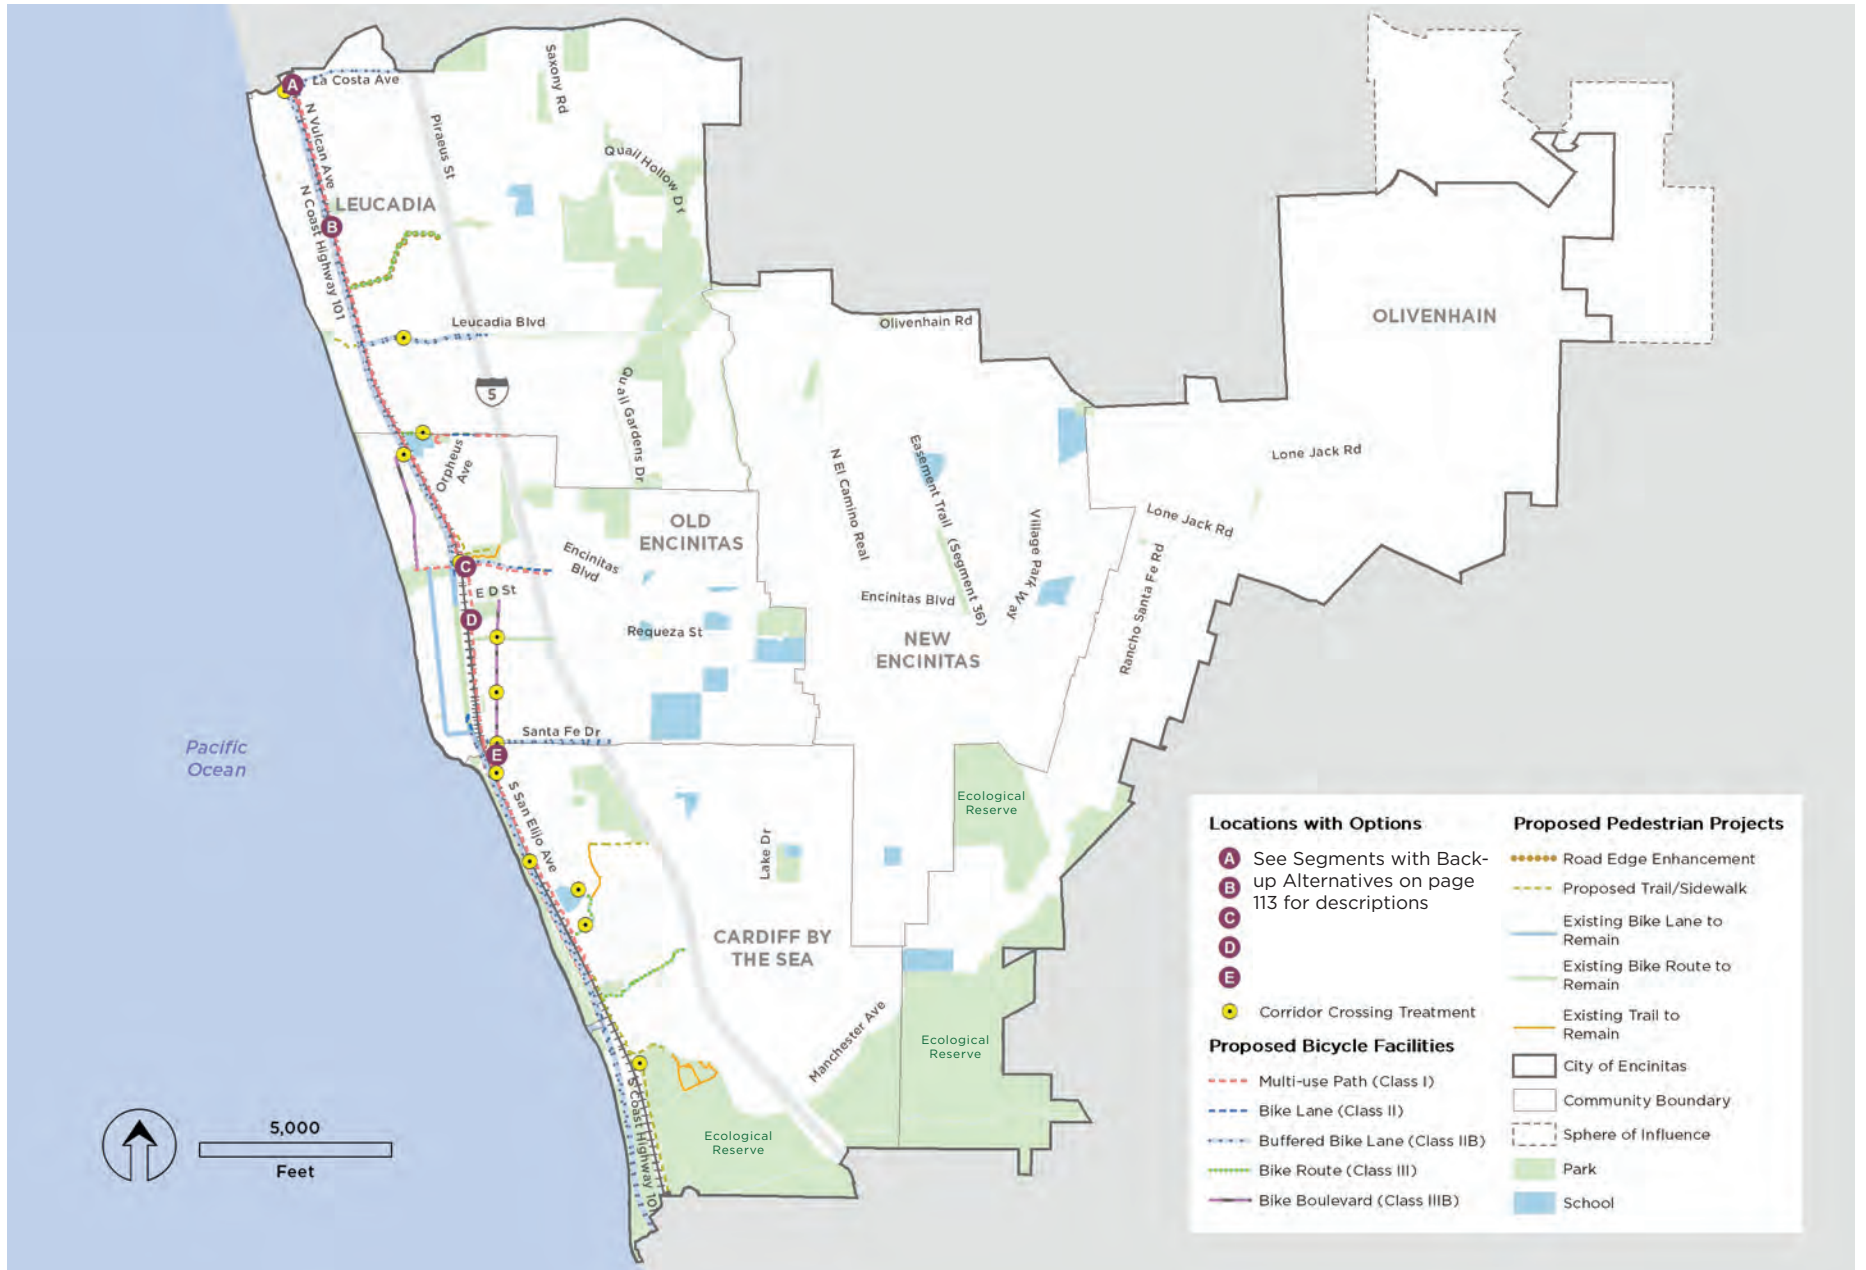 A
La Costa Ave
N Vulcan Ave
Piraeus St
Saxony Rd
Quail Hollow Dr
LEUCADIA
B
N Coast Highway 101
Leucadia Blvd
5
Quail Gardens Dr
Orpheus
Ave
OLD
ENCINITAS
Encinitas
Blvd
C
E D St
D
Requeza St
Santa Fe Dr
E
Olivenhain Rd
N El Camino Real
Easement Trail (Segment 36)
Village Park Way
Encinitas Blvd
NEW
ENCINITAS
OLIVENHAIN
Lone Jack Rd
Lone Jack Rd
Rancho Santa Fe Rd
Pacific
Ocean
S San Elijo Ave
Lake Dr
CARDIFF BY
THE SEA
Manchester Ave
Ecological
Reserve
Ecological
Reserve
Ecological
Reserve
S Coast Highway 101
5,000
Feet
Locations with Options
A
B
C
D
E
See Segments with Back-
up Alternatives on page
113 for descriptions
Corridor Crossing Treatment
Proposed Bicycle Facilities
Multi-use Path (Class I)
Bike Lane (Class II)
Buffered Bike Lane (Class IIB)
Bike Route (Class III)
Bike Boulevard (Class IIIB)
Proposed Pedestrian Projects
Road Edge Enhancement
Proposed Trail/Sidewalk
Existing Bike Lane to
Remain
Existing Bike Route to
Remain
Existing Trail to
Remain
City of Encinitas
Community Boundary
Sphere of Influence
Park
School